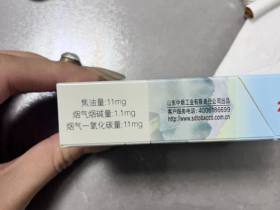 焦油量:11mg
烟气烟碱量:1.1mg
烟气一氧化碳量:11mg
山东中烟工业有限责任公司出品
客户服务电话:4006186699
www.sdtobacco.com.cn